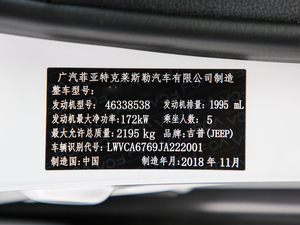 广汽菲亚特克莱斯勒汽车有限公司制造
整车型号:
发动机型号: 46338538 发动机排量: 1995 mL
发动机最大净功率: 172kW 乘坐人数: 5
最大允许总质量: 2195 kg 品牌: 吉普(JEEP)
车辆识别代号: LWVCA6769JA222001
制造国: 中国 制造年月: 2018 年 11月